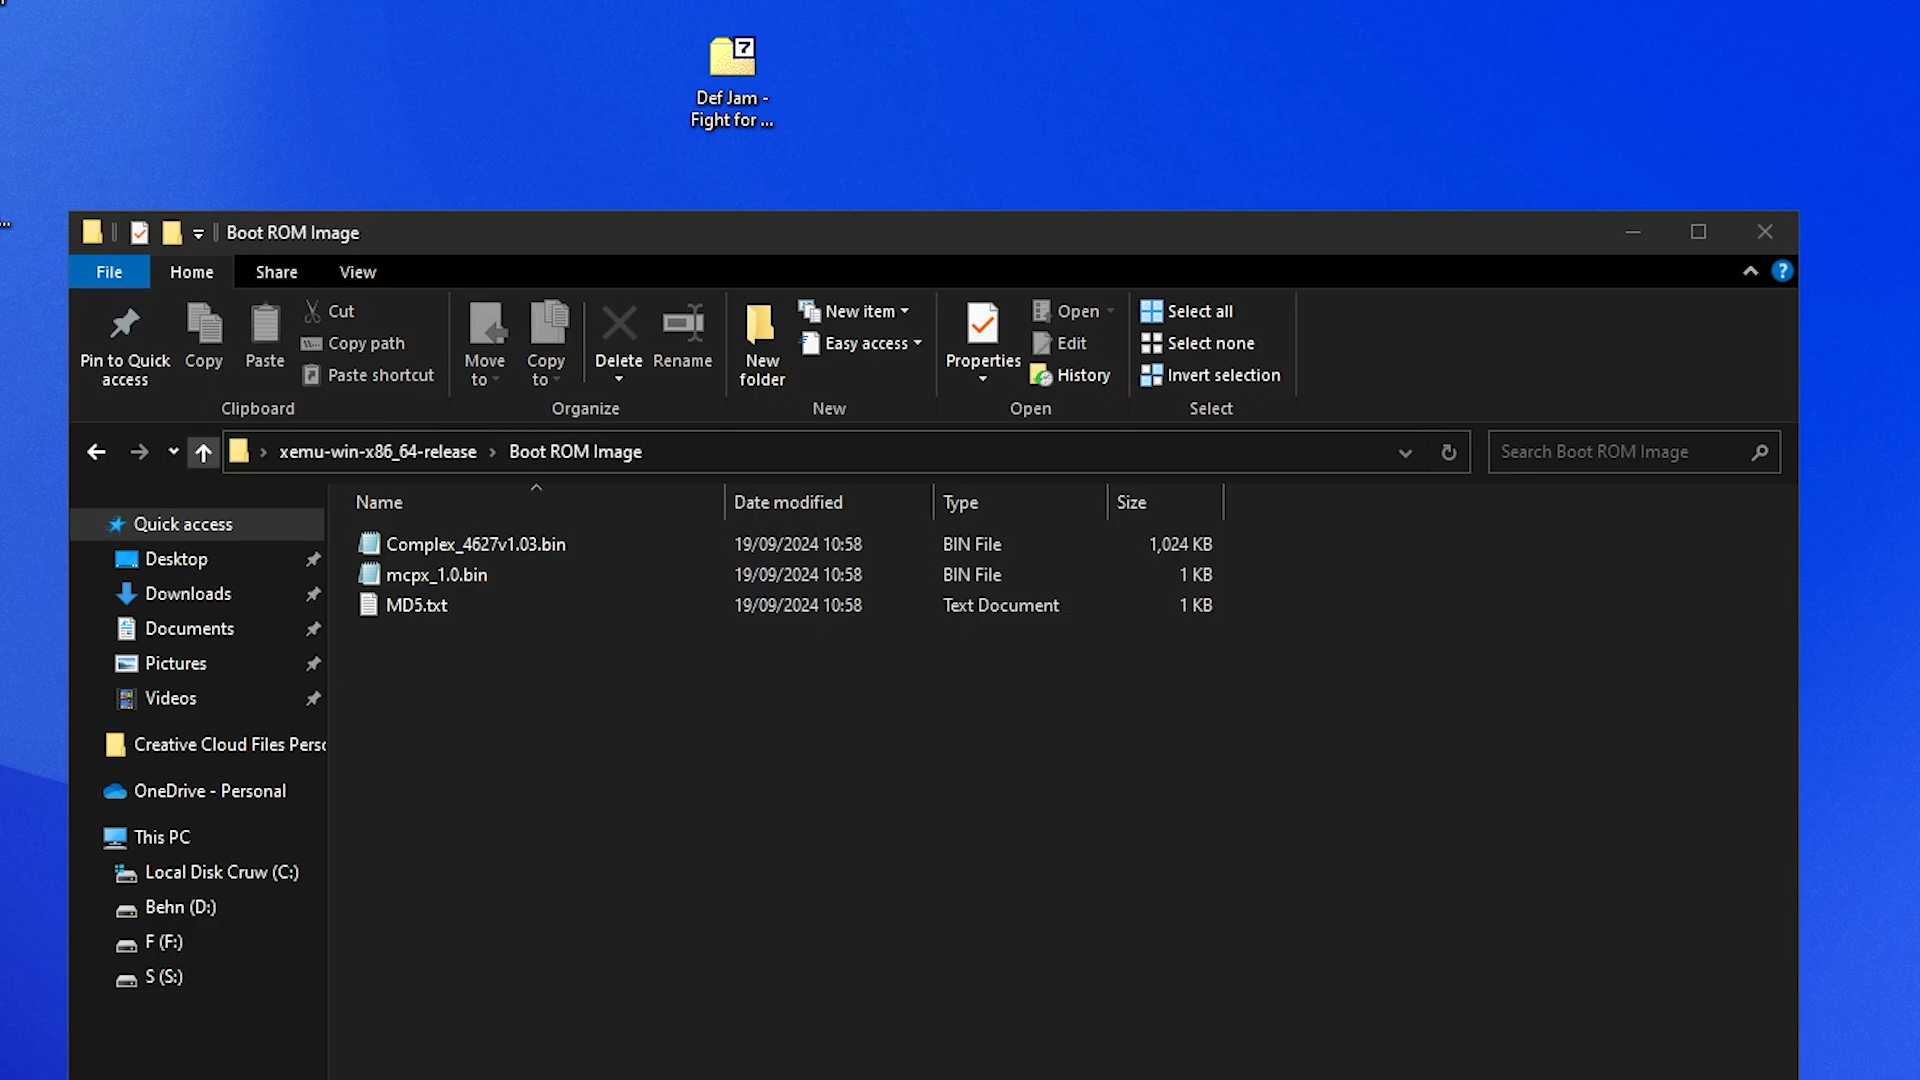 7
Def Jam -
Fight for ...
...
Boot ROM Image
File
Home
Share
View
?
Pin to Quick
access
Copy
Paste
Cut
Copy path
Paste shortcut
Clipboard
Move
to
Copy
to
Delete
Rename
Organize
New
folder
New item
Easy access
New
Properties
Open
Edit
History
Open
Select all
Select none
Invert selection
Select
xemu-win-x86_64-release > Boot ROM Image
Search Boot ROM Image
Name
Date modified
Type
Size
Complex_4627v1.03.bin 19/09/2024 10:58 BIN File 1,024 KB
mcpx_1.0.bin 19/09/2024 10:58 BIN File 1 KB
MD5.txt 19/09/2024 10:58 Text Document 1 KB
Quick access
Desktop
Downloads
Documents
Pictures
Videos
Creative Cloud Files Perso
OneDrive - Personal
This PC
Local Disk Cruw (C:)
Behn (D:)
F (F:)
S (S:)